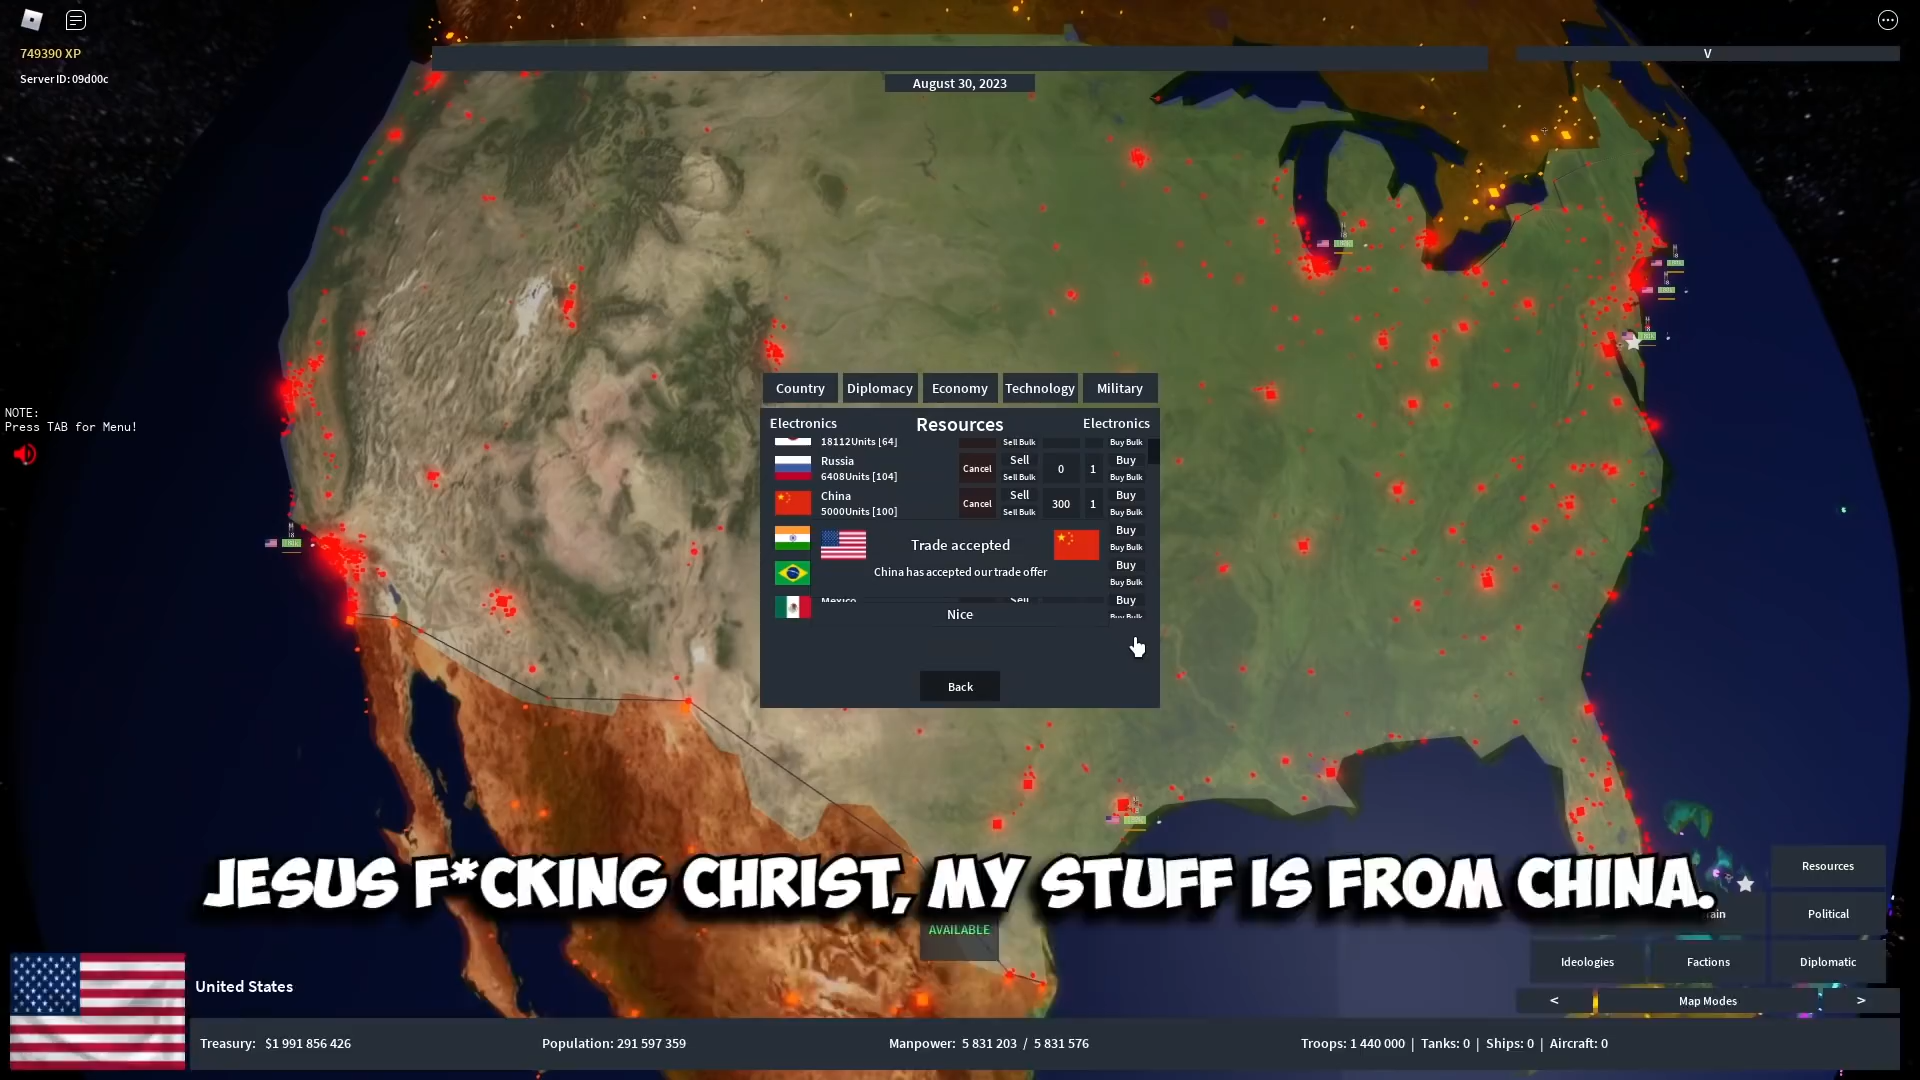 749390 XP
Server ID: 09d00c
V
August 30, 2023
NOTE:
Press TAB for Menu!
Country Diplomacy Economy Technology Military
Electronics Resources Electronics
18112Units [64] Sell Bulk Buy Bulk
Russia Sell Buy
6408Units [104] Cancel Sell Bulk 0 1 Buy Bulk
China Sell Buy
5000Units [100] Cancel Sell Bulk 300 1 Buy Bulk
Buy
Trade accepted
Buy Bulk
China has accepted our trade offer
Buy
Buy Bulk
Mexico Sell Buy
Nice
Buy Bulk
Back
JESUS F*CKING CHRIST, MY STUFF IS FROM CHINA.
AVAILABLE
Resources
Political
Ideologies Factions Diplomatic
< Map Modes >
United States
Treasury: $1 991 856 426 Population: 291 597 359 Manpower: 5 831 203 / 5 831 576 Troops: 1 440 000 | Tanks: 0 | Ships: 0 | Aircraft: 0